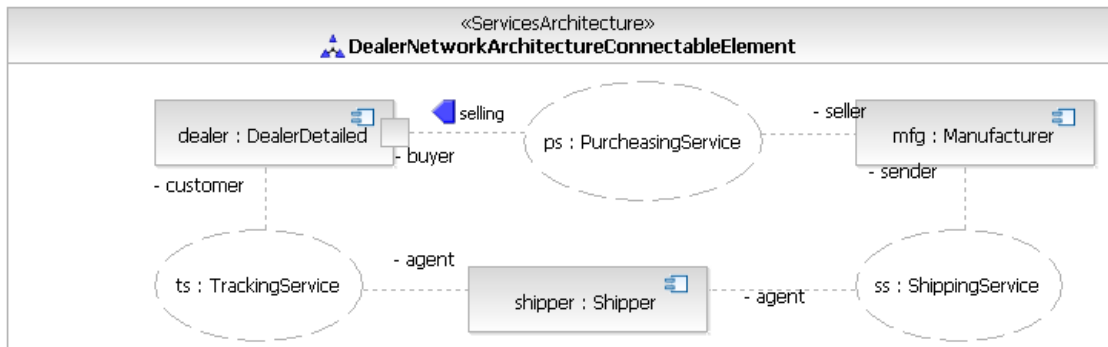 «ServicesArchitecture»
DealerNetworkArchitectureConnectableElement
selling
- seller
dealer : DealerDetailed
ps : PurcheasingService
mfg : Manufacturer
- buyer
- sender
- customer
- agent
ts : TrackingService
shipper : Shipper
- agent
ss : ShippingService